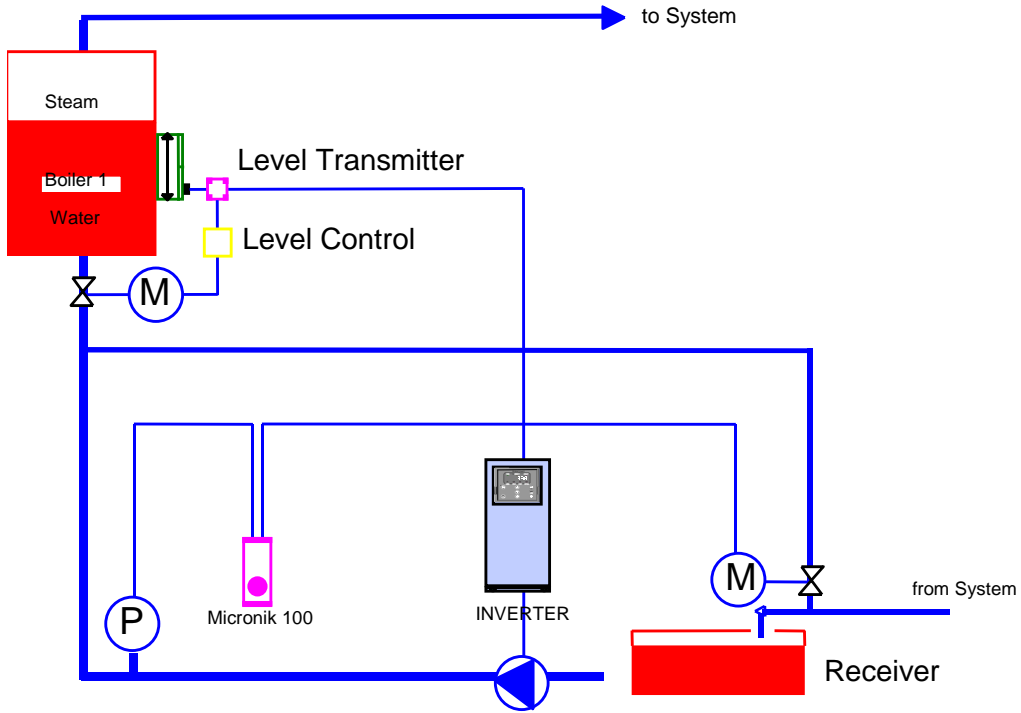 to System
Steam
Level Transmitter
Boiler 1
Water
Level Control
M
M
from System
P
Micronik 100
INVERTER
Receiver